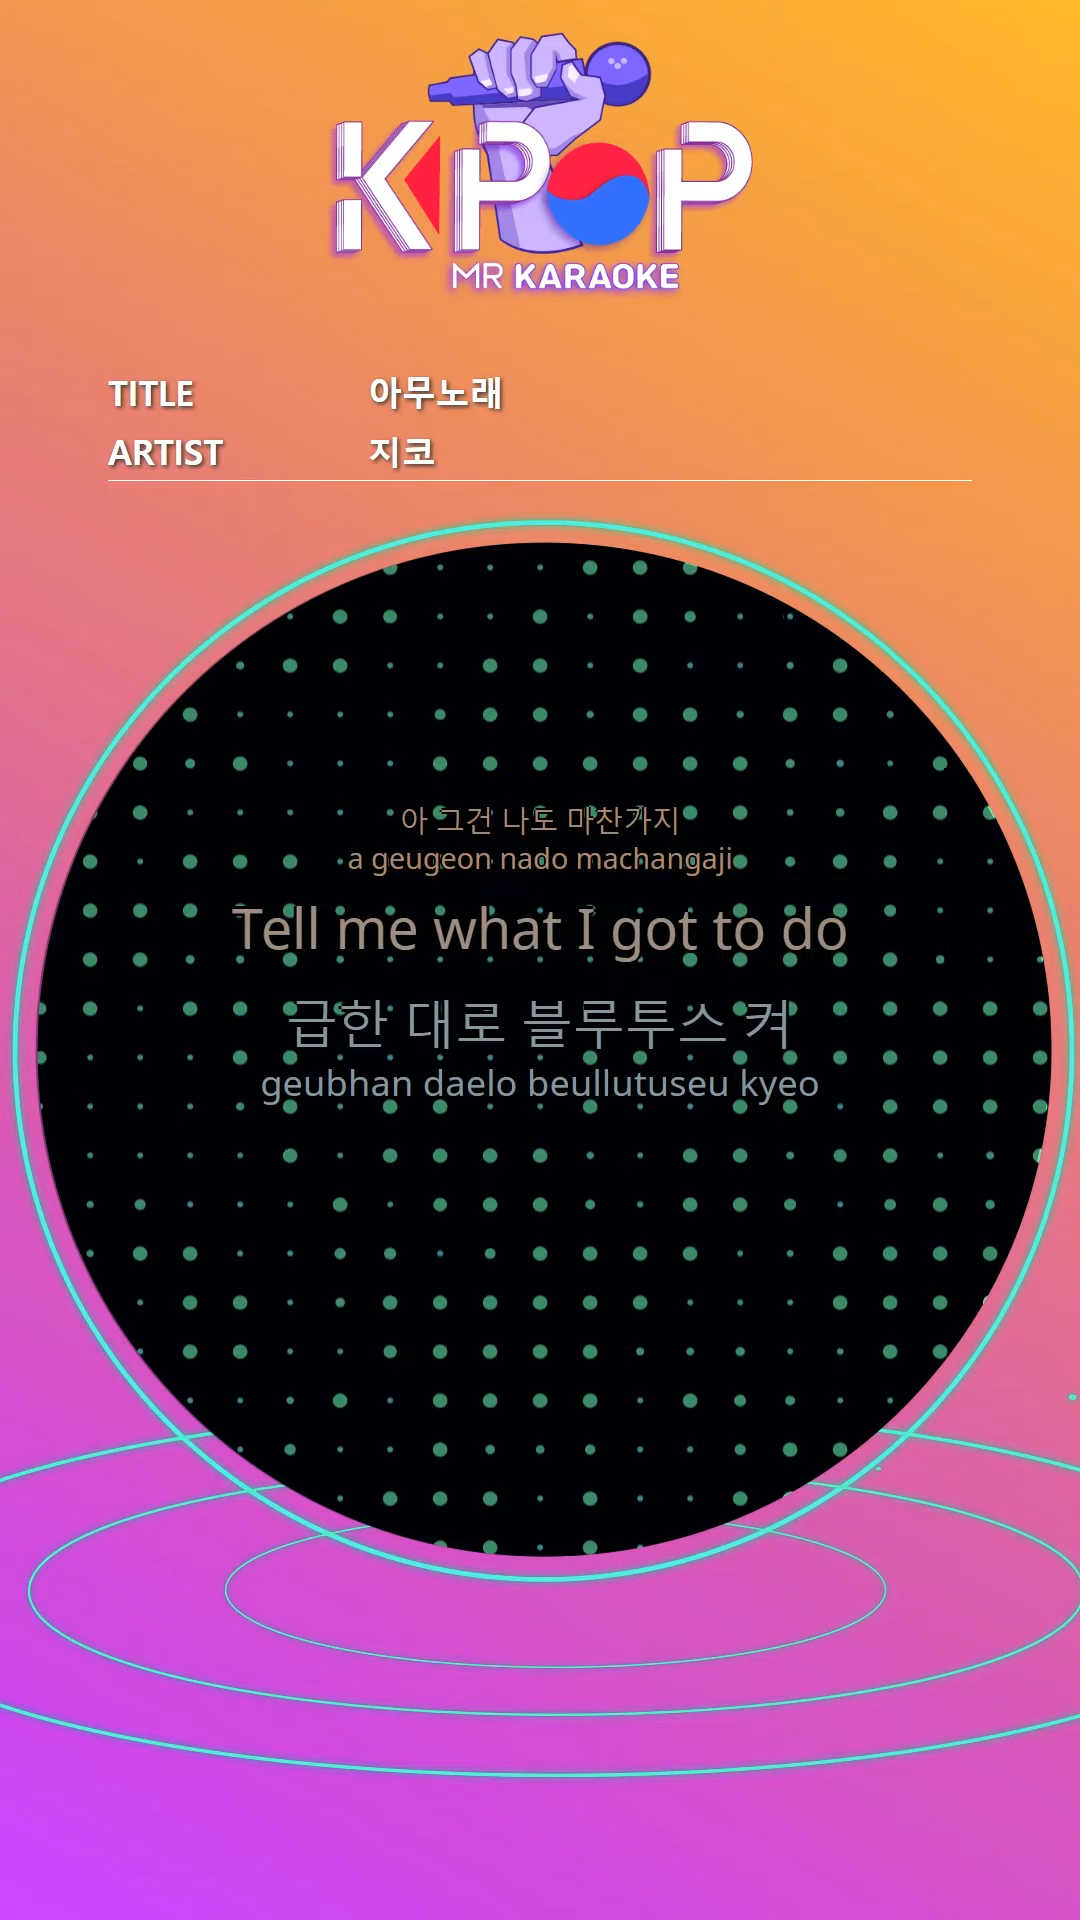 KPOP
MR KARAOKE
TITLE 아무노래
ARTIST 지코
아 그건 나도 마찬가지
a geugeon nado machangaji
Tell me what I got to do
급한 대로 블루투스 켜
geubhan daelo beullutuseu kyeo